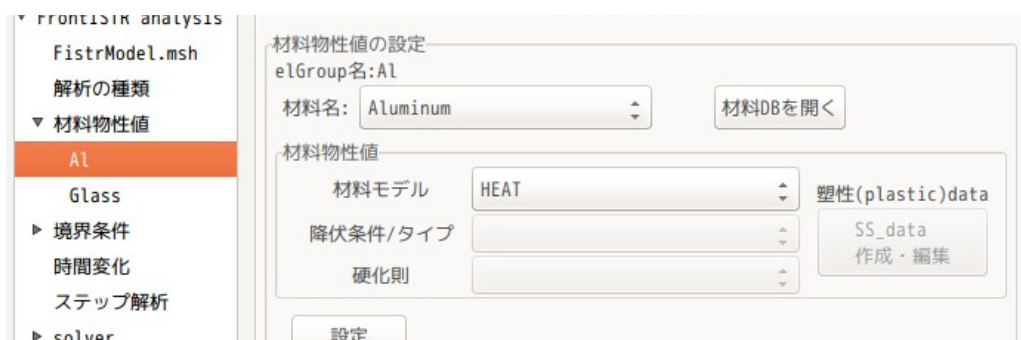 FrontISTR analysis
FistrModel.msh
解析の種類
材料物性値
Al
Glass
境界条件
時間変化
ステップ解析
solver
材料物性値の設定
elGroup名:Al
材料名: Aluminum
材料DBを開く
材料物性値
材料モデル HEAT
塑性(plastic)data
降伏条件/タイプ
SS_data
作成・編集
硬化則
設定